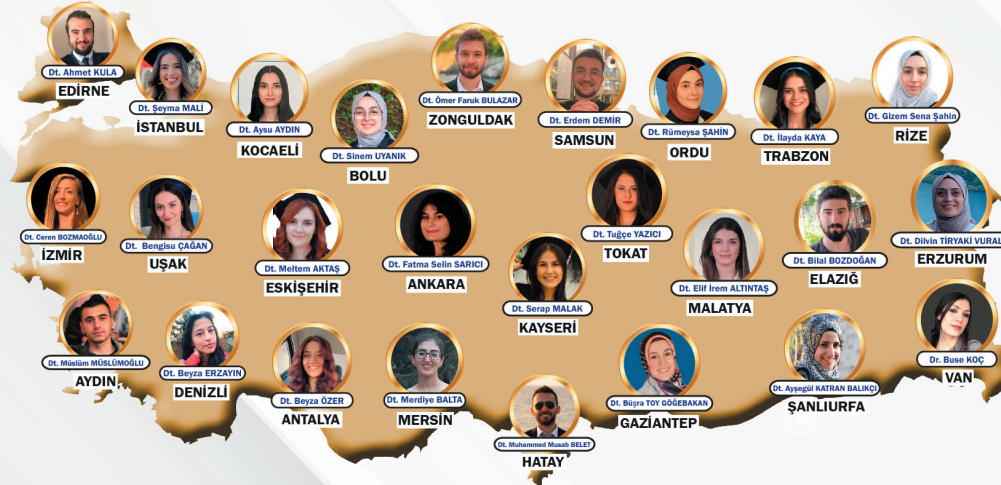 Dt. Ahmet KULA
EDİRNE
Dt. Şeyma MALI
İSTANBUL
Dt. Aysu AYDIN
KOCAELİ
Dt. Sinem UYANIK
BOLU
Dt. Ömer Faruk BULAZAR
ZONGULDAK
Dt. Erdem DEMİR
SAMSUN
Dt. Rümeysa ŞAHİN
ORDU
Dt. İlayda KAYA
TRABZON
Dt. Gizem Sena Şahin
RİZE
Dt. Ceren BOZMAOĞLU
İZMİR
Dt. Bengisu ÇAĞAN
UŞAK
Dt. Meltem AKTAŞ
ESKİŞEHİR
Dt. Fatma Selin SARICI
ANKARA
Dt. Serap MALAK
KAYSERİ
Dt. Tuğçe YAZICI
TOKAT
Dt. Elif İrem ALTINTAŞ
MALATYA
Dt. Bilal BOZDOĞAN
ELAZIĞ
Dt. Dilvin TİRYAKİ VURAL
ERZURUM
Dt. Müslüm MÜSLÜMOĞLU
AYDIN
Dt. Beyza ERZAYIN
DENİZLİ
Dt. Beyza ÖZER
ANTALYA
Dt. Merdiye BALTA
MERSİN
Dt. Muhammed Musab BELET
HATAY
Dt. Büşra TOY GÖĞEBAKAN
GAZİANTEP
Dt. Ayşegül KATRAN BALIKÇI
ŞANLIURFA
Dr. Buse KOÇ
VAN